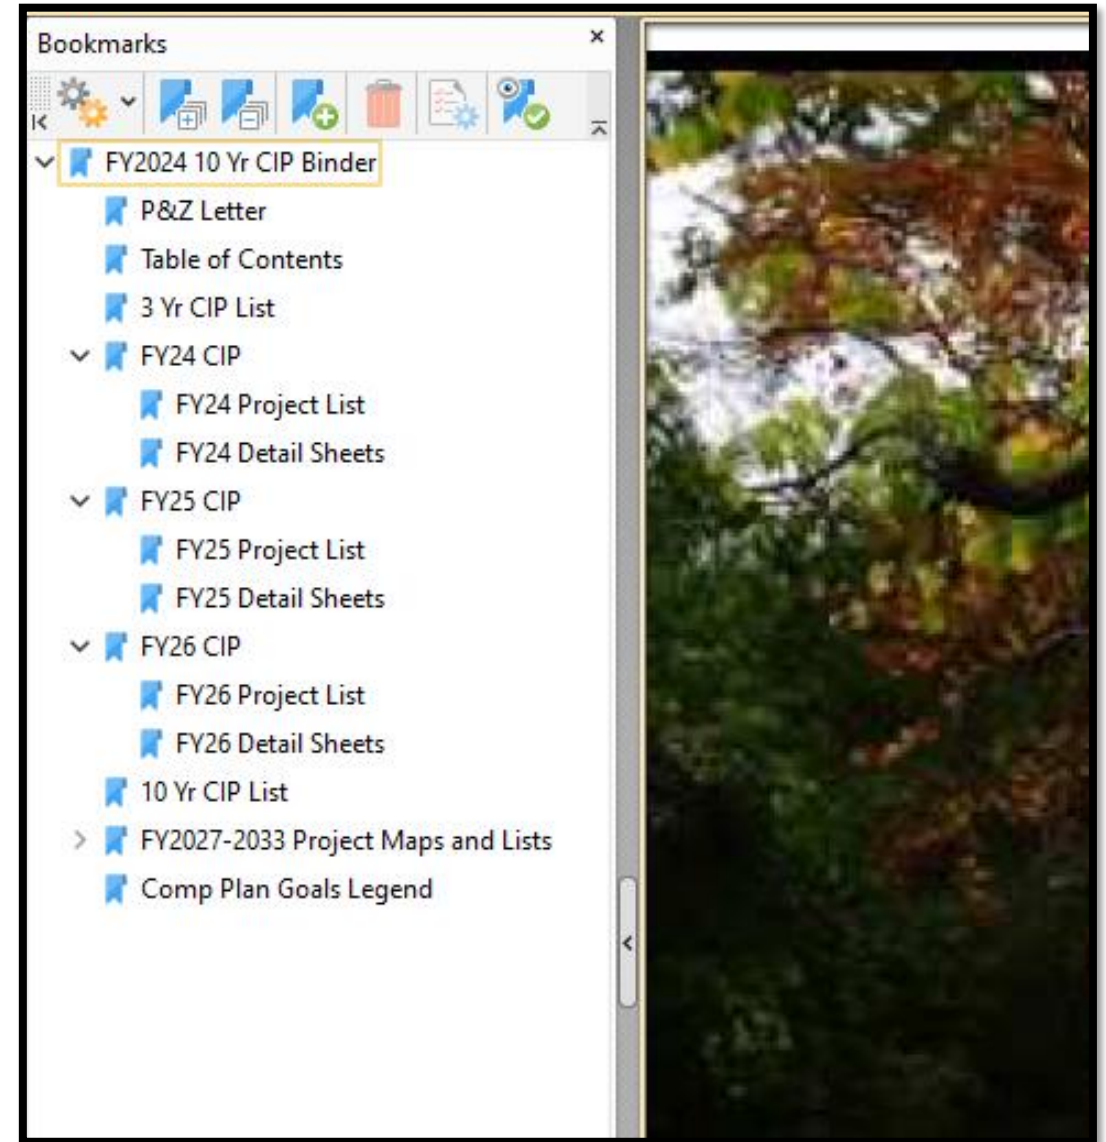 Bookmarks
FY2024 10 Yr CIP Binder
P&Z Letter
Table of Contents
3 Yr CIP List
FY24 CIP
FY24 Project List
FY24 Detail Sheets
FY25 CIP
FY25 Project List
FY25 Detail Sheets
FY26 CIP
FY26 Project List
FY26 Detail Sheets
10 Yr CIP List
FY2027-2033 Project Maps and Lists
Comp Plan Goals Legend